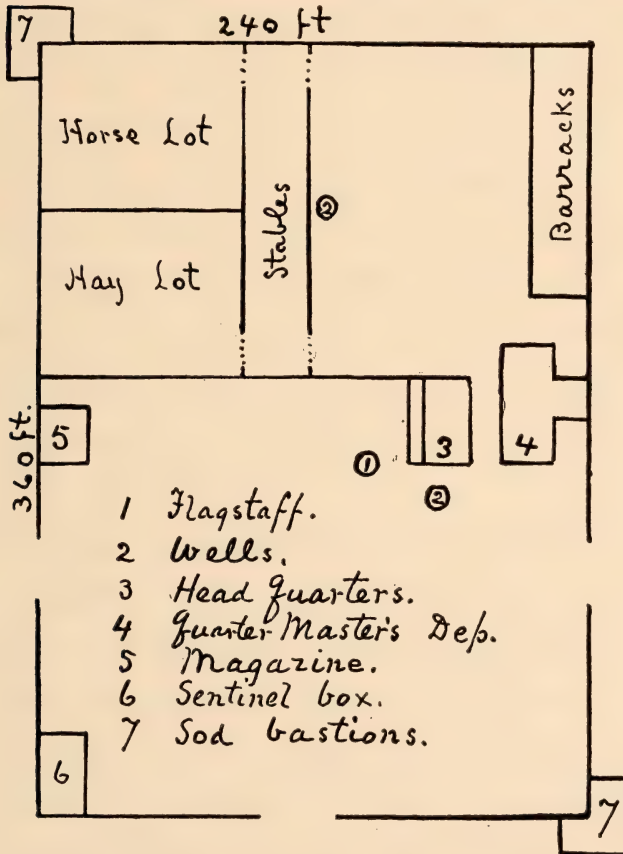 7
240 ft
Horse Lot
Stables
②
Barracks
Hay Lot
360 ft.
5
3
4
①
②
1 Flagstaff.
2 Wells.
3 Head quarters.
4 Quarter Master's Dep.
5 Magazine.
6 Sentinel box.
7 Sod bastions.
6
7